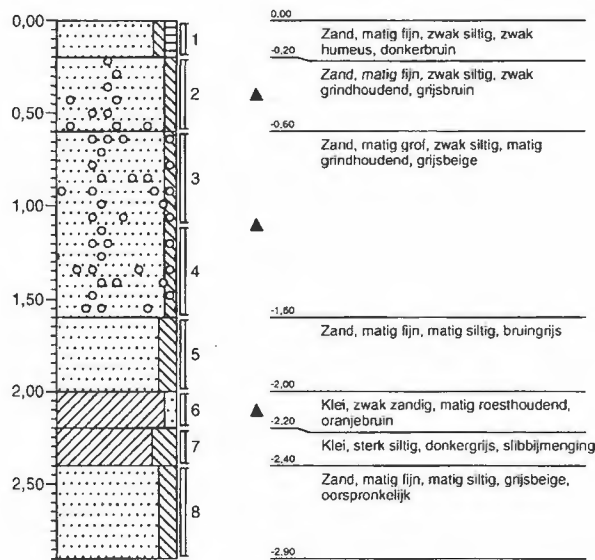 0,00
0,50
1,00
1,50
2,00
2,50
1
2
3
4
5
6
7
8
0,00
Zand, matig fijn, zwak siltig, zwak
humeus, donkerbruin
-0,20
Zand, matig fijn, zwak siltig, zwak
grindhoudend, grijsbruin
-0,60
Zand, matig grof, zwak siltig, matig
grindhoudend, grijsbeige
-1,60
Zand, matig fijn, matig siltig, bruingrijs
-2,00
Klei, zwak zandig, matig roesthoudend,
oranjebruin
-2,20
Klei, sterk siltig, donkergrijs, slibbijmenging
-2,40
Zand, matig fijn, matig siltig, grijsbeige,
oorspronkelijk
-2,90